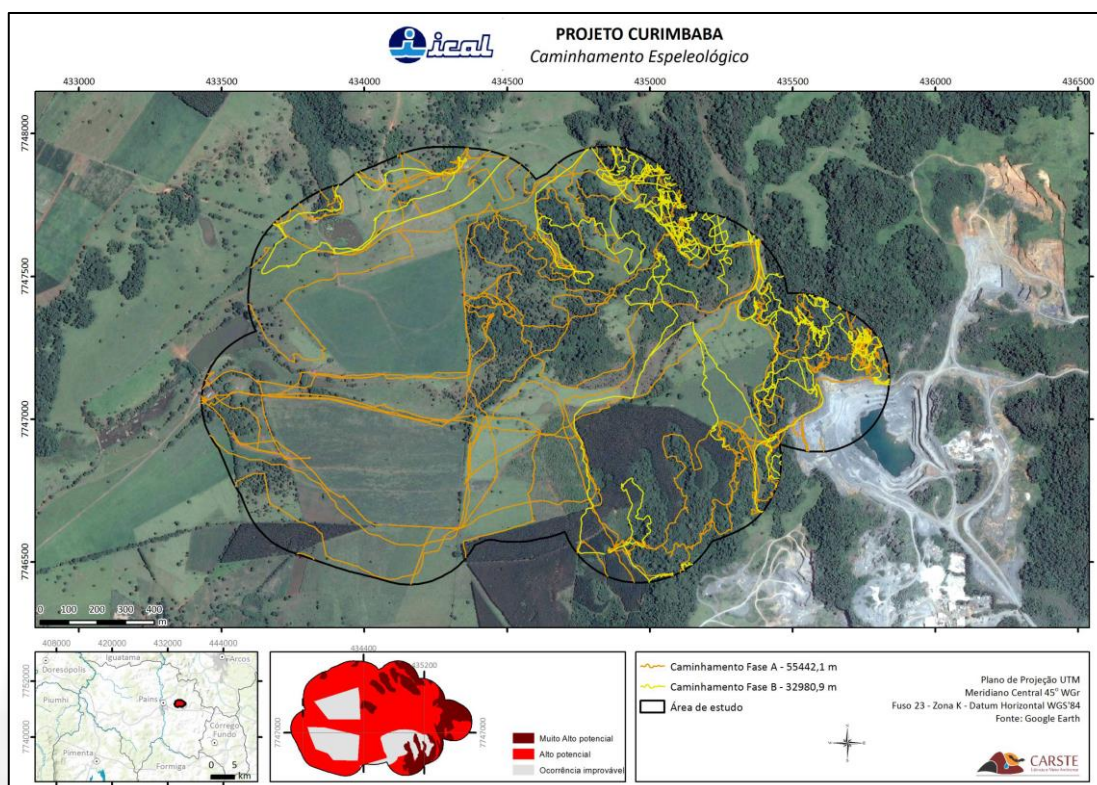 ical
PROJETO CURIMBABA
Caminhamento Espeleológico
433000 433500 434000 434500 435000 435500 436000 436500
7748000
7747500
7747000
7746500
0 100 200 300 400
m
408000 420000 432000 444000
7752000
7740000
Iguatama
Arcos
Doresópolis
Piumhi
Pains
Córrego
Fundo
Pimenta
Formiga
0 5
km
434400
435200
7747000
7747000
Muito Alto potencial
Alto potencial
Ocorrência improvável
Caminhamento Fase A - 55442,1 m
Caminhamento Fase B - 32980,9 m
Área de estudo
Plano de Projeção UTM
Meridiano Central 45° WGr
Fuso 23 - Zona K - Datum Horizontal WGS'84
Fonte: Google Earth
CARSTE